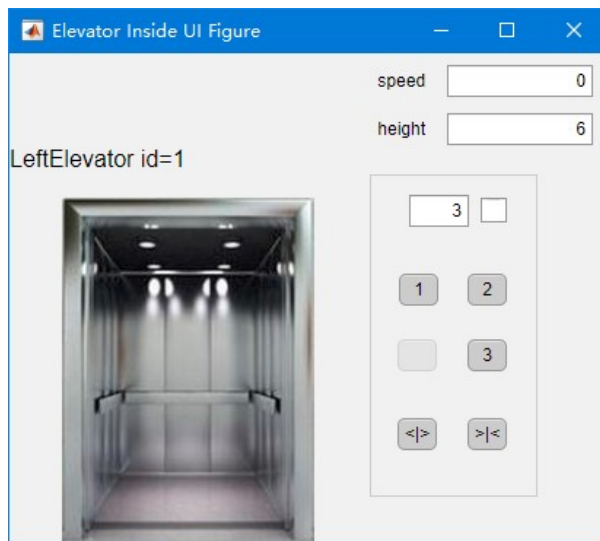 Elevator Inside UI Figure
speed 0
height 6
LeftElevator id=1
3
1 2
3
<|> >|<